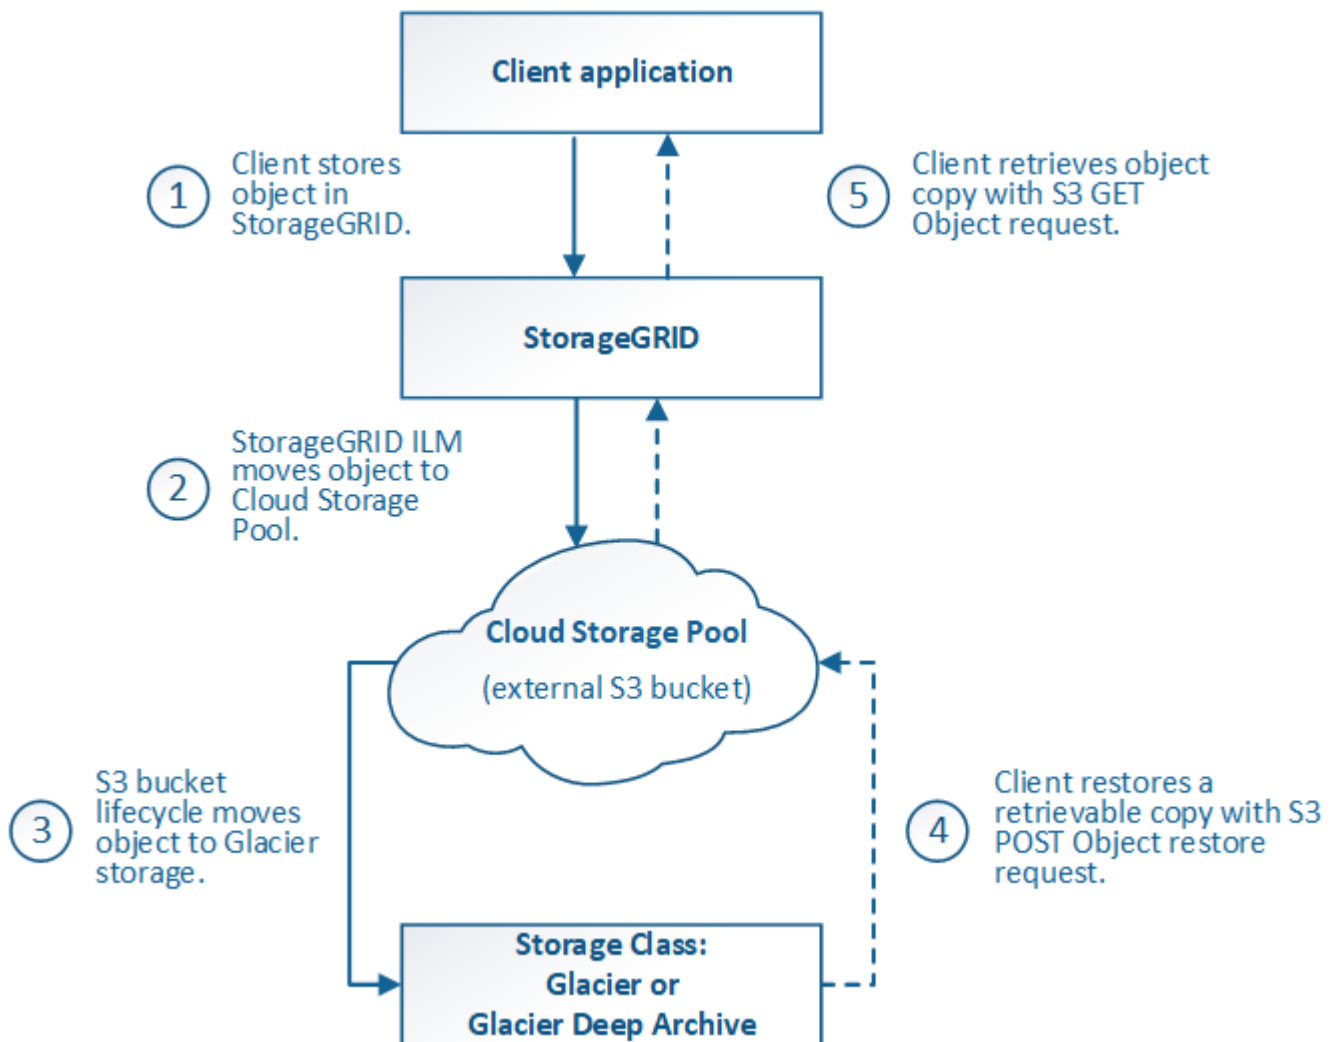 Client application
1
Client stores
object in
StorageGRID.
5
Client retrieves object
copy with S3 GET
Object request.
StorageGRID
2
StorageGRID ILM
moves object to
Cloud Storage
Pool.
Cloud Storage Pool
(external S3 bucket)
3
S3 bucket
lifecycle moves
object to Glacier
storage.
4
Client restores a
retrievable copy with S3
POST Object restore
request.
Storage Class:
Glacier or
Glacier Deep Archive